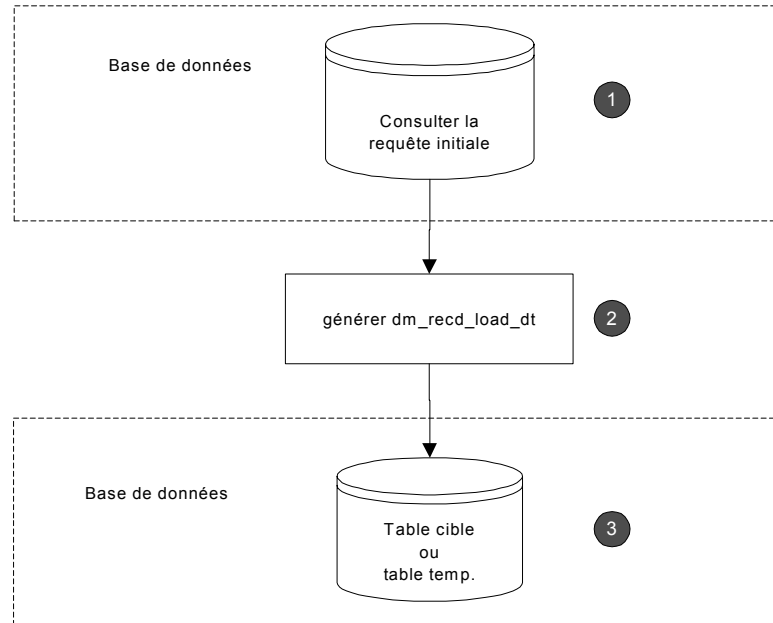 Base de données
Consulter la
requête initiale
1
générer dm_recd_load_dt
2
Base de données
Table cible
ou
table temp.
3